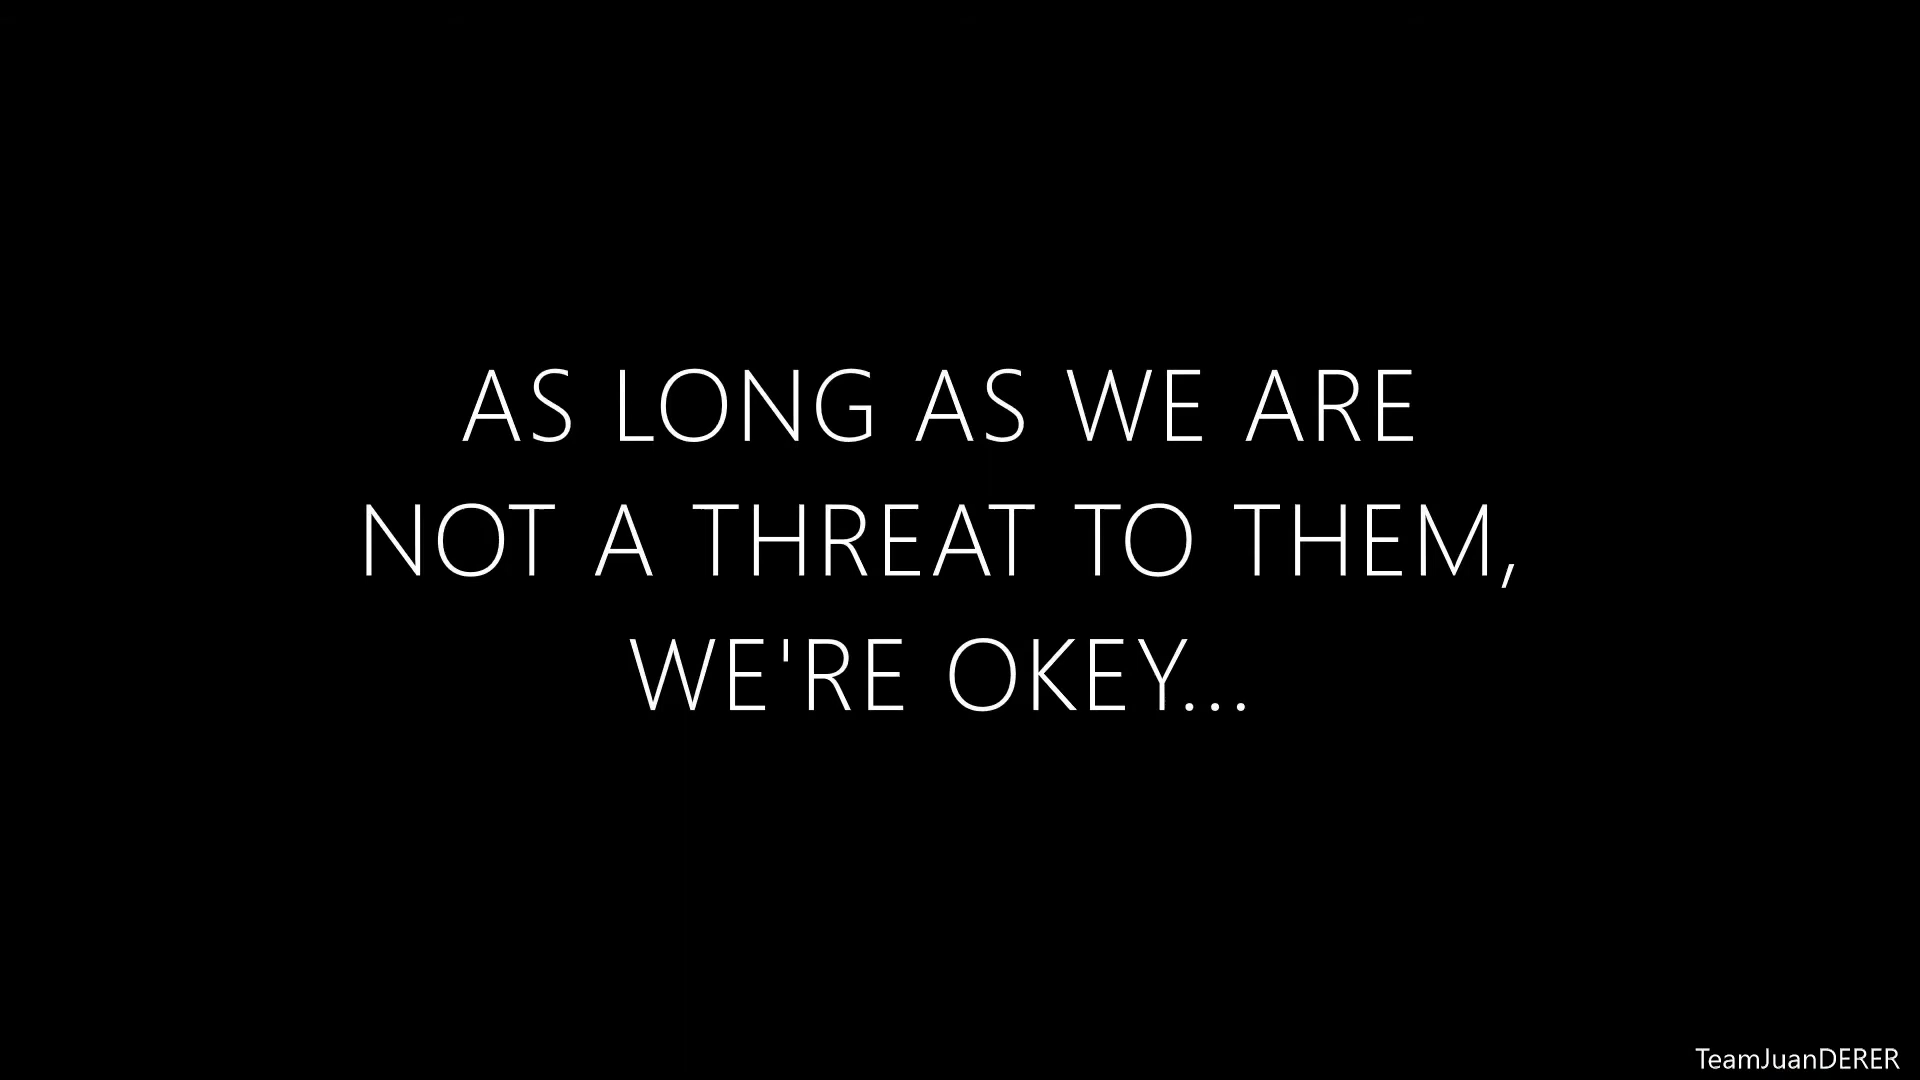 AS LONG AS WE ARE
NOT A THREAT TO THEM,
WE'RE OKEY...
TeamJuanDERER